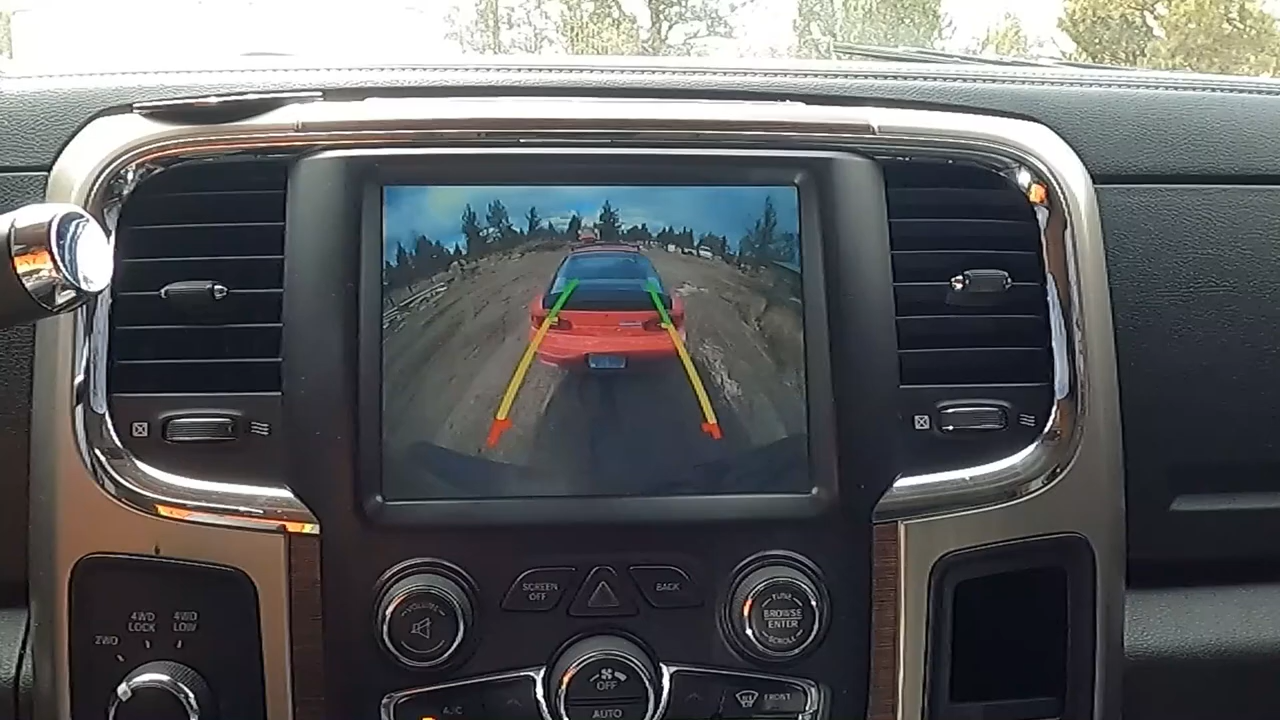 SCREEN
OFF
BACK
VOLUME
TUNE
BROWSE
ENTER
SCROLL
4WD
LOCK
4WD
LOW
2WD
OFF
AUTO
A/C
FRONT